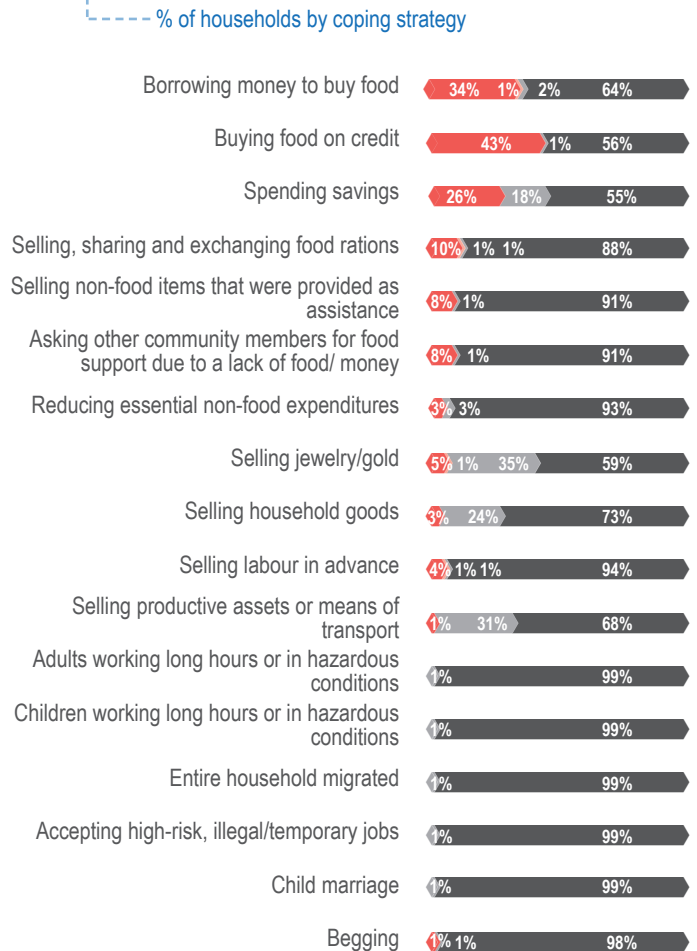 % of households by coping strategy
Borrowing money to buy food 34% 1% 2% 64%
Buying food on credit 43% 1% 56%
Spending savings 26% 18% 55%
Selling, sharing and exchanging food rations 10% 1% 1% 88%
Selling non-food items that were provided as
assistance 8% 1% 91%
Asking other community members for food
support due to a lack of food/ money 8% 1% 91%
Reducing essential non-food expenditures 3% 3% 93%
Selling jewelry/gold 5% 1% 35% 59%
Selling household goods 3% 24% 73%
Selling labour in advance 4% 1% 1% 94%
Selling productive assets or means of
transport 1% 31% 68%
Adults working long hours or in hazardous
conditions 1% 99%
Children working long hours or in hazardous
conditions 1% 99%
Entire household migrated 1% 99%
Accepting high-risk, illegal/temporary jobs 1% 99%
Child marriage 1% 99%
Begging 1% 1% 98%